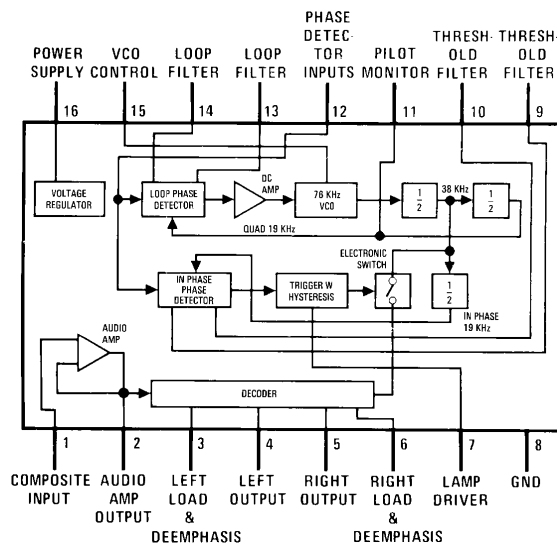 PHASE
DETEC-
TOR
INPUTS
POWER
SUPPLY
VCO
CONTROL
LOOP
FILTER
LOOP
FILTER
PILOT
MONITOR
THRESH-
OLD
FILTER
THRESH-
OLD
FILTER
16
15
14
13
12
11
10
9
VOLTAGE
REGULATOR
LOOP PHASE
DETECTOR
DC
AMP
76 KHz
VCO
1
2
38 KHz
1
2
QUAD 19 KHz
ELECTRONIC
SWITCH
IN PHASE
PHASE
DETECTOR
TRIGGER W
HYSTERESIS
1
2
IN PHASE
19 KHz
AUDIO
AMP
DECODER
1
2
3
4
5
6
7
8
COMPOSITE
INPUT
AUDIO
AMP
OUTPUT
LEFT
LOAD
&
DEEMPHASIS
LEFT
OUTPUT
RIGHT
OUTPUT
RIGHT
LOAD
&
DEEMPHASIS
LAMP
DRIVER
GND